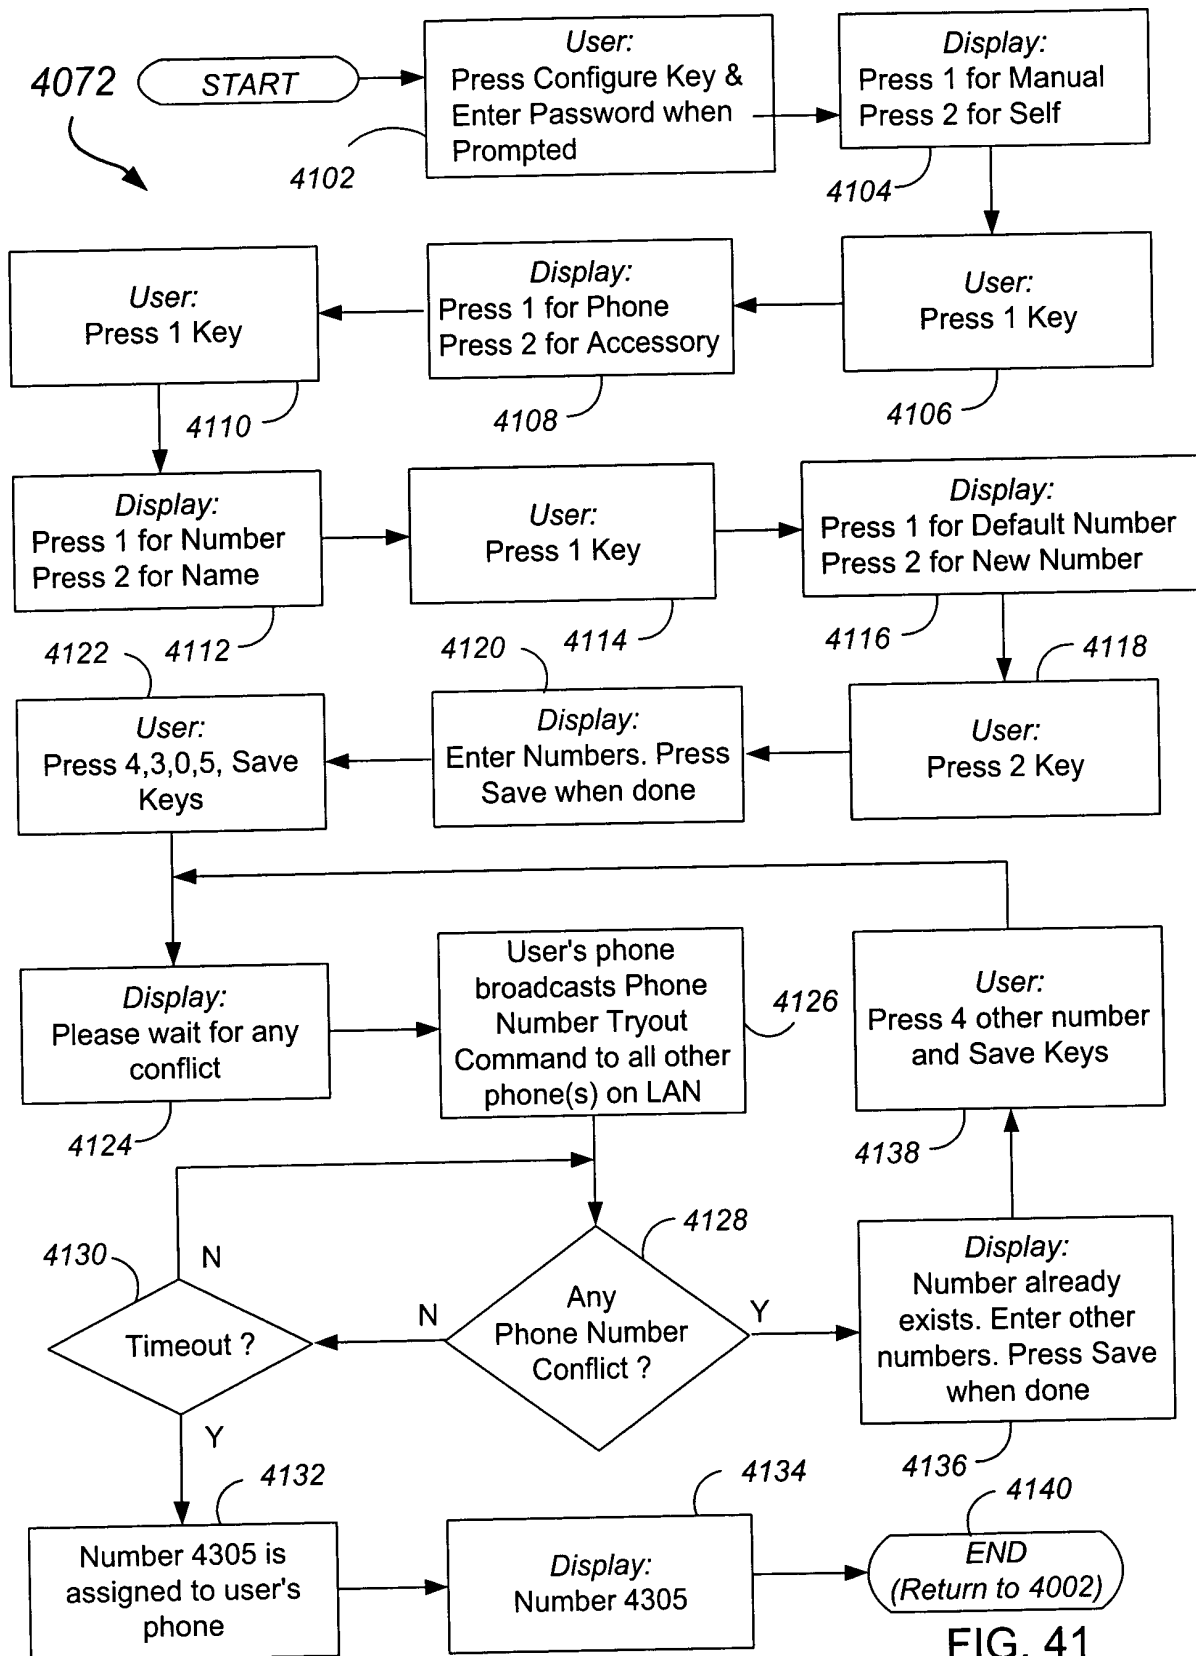 4072
START
User:
Press Configure Key &
Enter Password when
Prompted
4102
Display:
Press 1 for Manual
Press 2 for Self
4104
User:
Press 1 Key
4106
Display:
Press 1 for Phone
Press 2 for Accessory
4108
User:
Press 1 Key
4110
Display:
Press 1 for Number
Press 2 for Name
4112
User:
Press 1 Key
4114
Display:
Press 1 for Default Number
Press 2 for New Number
4116
4118
User:
Press 2 Key
4120
Display:
Enter Numbers. Press
Save when done
4122
User:
Press 4,3,0,5, Save
Keys
Display:
Please wait for any
conflict
4124
User's phone
broadcasts Phone
Number Tryout
Command to all other
phone(s) on LAN
4126
4128
Any
Phone Number
Conflict ?
N
Y
4130
Timeout ?
N
Y
4132
Number 4305 is
assigned to user's
phone
4134
Display:
Number 4305
Display:
Number already
exists. Enter other
numbers. Press Save
when done
4136
User:
Press 4 other number
and Save Keys
4138
4140
END
(Return to 4002)
FIG. 41